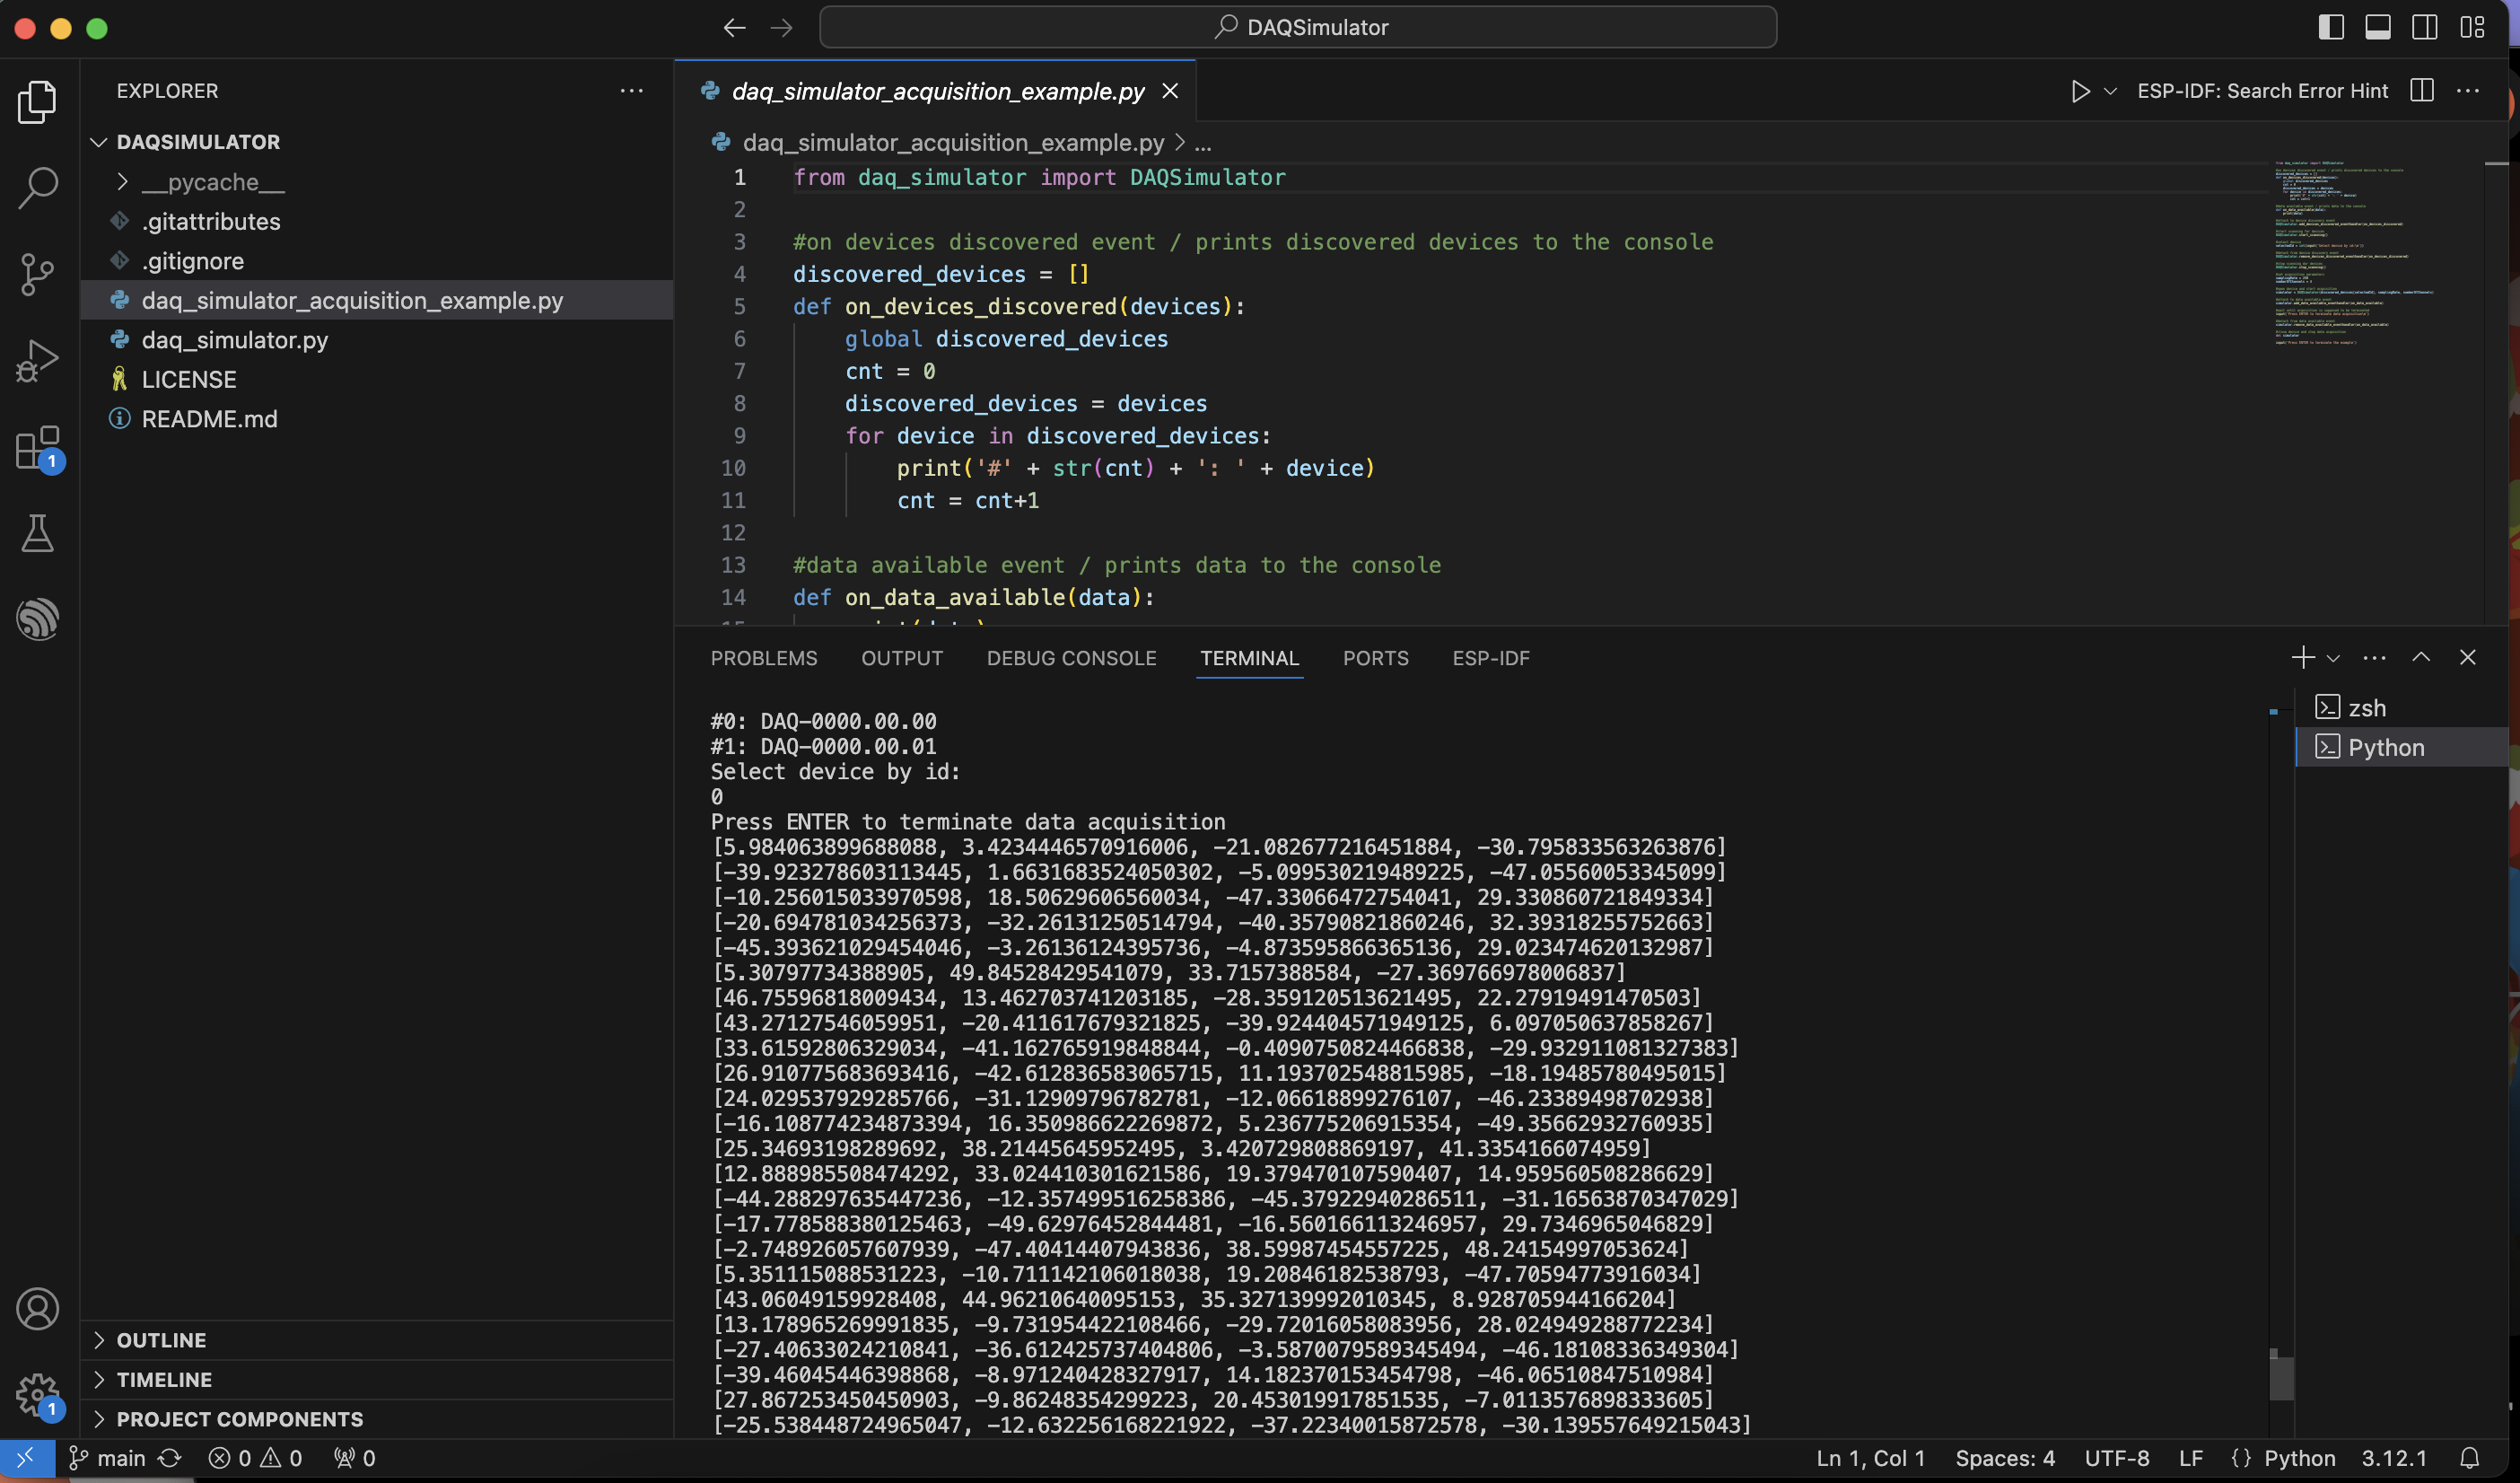 DAQSimulator
EXPLORER
DAQSIMULATOR
__pycache__
.gitattributes
.gitignore
daq_simulator_acquisition_example.py
daq_simulator.py
LICENSE
README.md
1
OUTLINE
TIMELINE
PROJECT COMPONENTS
1
daq_simulator_acquisition_example.py
ESP-IDF: Search Error Hint
daq_simulator_acquisition_example.py > ...
1 from daq_simulator import DAQSimulator
2
3 #on devices discovered event / prints discovered devices to the console
4 discovered_devices = []
5 def on_devices_discovered(devices):
6 global discovered_devices
7 cnt = 0
8 discovered_devices = devices
9 for device in discovered_devices:
10 print('#' + str(cnt) + ': ' + device)
11 cnt = cnt+1
12
13 #data available event / prints data to the console
14 def on_data_available(data):
PROBLEMS OUTPUT DEBUG CONSOLE TERMINAL PORTS ESP-IDF
zsh
Python
#0: DAQ-0000.00.00
#1: DAQ-0000.00.01
Select device by id:
0
Press ENTER to terminate data acquisition
[5.984063899688088, 3.4234446570916006, -21.082677216451884, -30.795833563263876]
[-39.923278603113445, 1.6631683524050302, -5.099530219489225, -47.05560053345099]
[-10.256015033970598, 18.50629606560034, -47.33066472754041, 29.330860721849334]
[-20.694781034256373, -32.26131250514794, -40.35790821860246, 32.39318255752663]
[-45.393621029454046, -3.26136124395736, -4.873595866365136, 29.023474620132987]
[5.30797734388905, 49.84528429541079, 33.7157388584, -27.369766978006837]
[46.75596818009434, 13.462703741203185, -28.359120513621495, 22.27919491470503]
[43.27127546059951, -20.411617679321825, -39.924404571949125, 6.097050637858267]
[33.61592806329034, -41.162765919848844, -0.4090750824466838, -29.932911081327383]
[26.910775683693416, -42.612836583065715, 11.193702548815985, -18.19485780495015]
[24.029537929285766, -31.12909796782781, -12.06618899276107, -46.23389498702938]
[-16.108774234873394, 16.350986622269872, 5.236775206915354, -49.35662932760935]
[25.34693198289692, 38.21445645952495, 3.420729808869197, 41.3354166074959]
[12.888985508474292, 33.024410301621586, 19.379470107590407, 14.959560508286629]
[-44.288297635447236, -12.357499516258386, -45.37922940286511, -31.16563870347029]
[-17.778588380125463, -49.62976452844481, -16.560166113246957, 29.7346965046829]
[-2.748926057607939, -47.40414407943836, 38.59987454557225, 48.24154997053624]
[5.351115088531223, -10.711142106018038, 19.20846182538793, -47.70594773916034]
[43.06049159928408, 44.96210640095153, 35.327139992010345, 8.928705944166204]
[13.178965269991835, -9.731954422108466, -29.72016058083956, 28.024949288772234]
[-27.40633024210841, -36.612425737404806, -3.5870079589345494, -46.18108336349304]
[-39.46045446398868, -8.971240428327917, 14.182370153454798, -46.06510847510984]
[27.867253450450903, -9.86248354299223, 20.453019917851535, -7.0113576898333605]
[-25.538448724965047, -12.632256168221922, -37.22340015872578, -30.139557649215043]
main 0 0 0 Ln 1, Col 1 Spaces: 4 UTF-8 LF {} Python 3.12.1